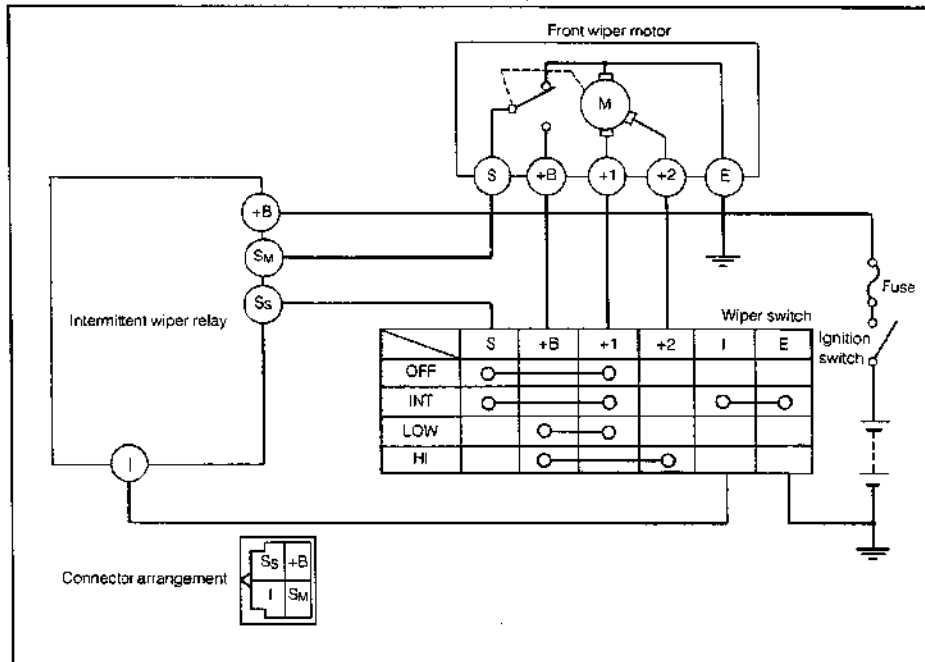 Front wiper motor
M
S +B +1 +2 E
+B
SM
Ss
Intermittent wiper relay
I
Fuse
Ignition
switch
Wiper switch
S +B +1 +2 I E
OFF
INT
LOW
HI
Connector arrangement
Ss +B
I SM